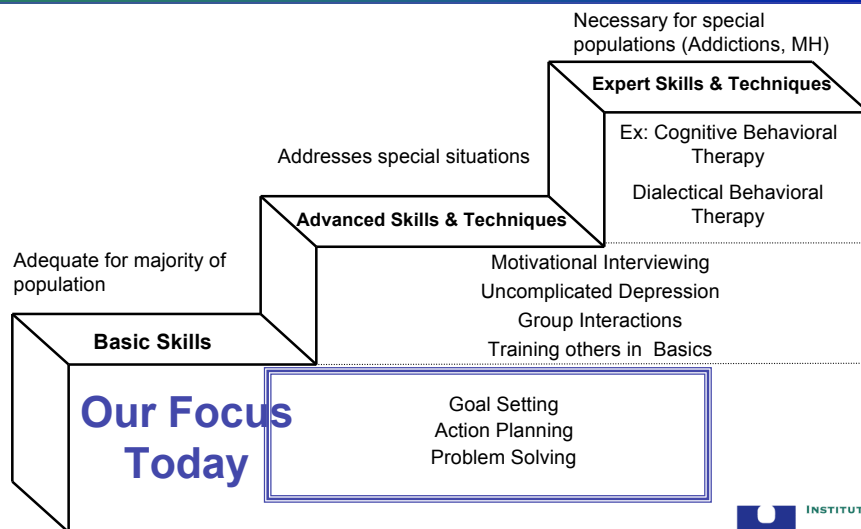 Necessary for special
populations (Addictions, MH)
Expert Skills & Techniques
Ex: Cognitive Behavioral
Therapy
Dialectical Behavioral
Therapy
Addresses special situations
Advanced Skills & Techniques
Motivational Interviewing
Uncomplicated Depression
Group Interactions
Training others in Basics
Adequate for majority of
population
Basic Skills
Our Focus
Today
Goal Setting
Action Planning
Problem Solving